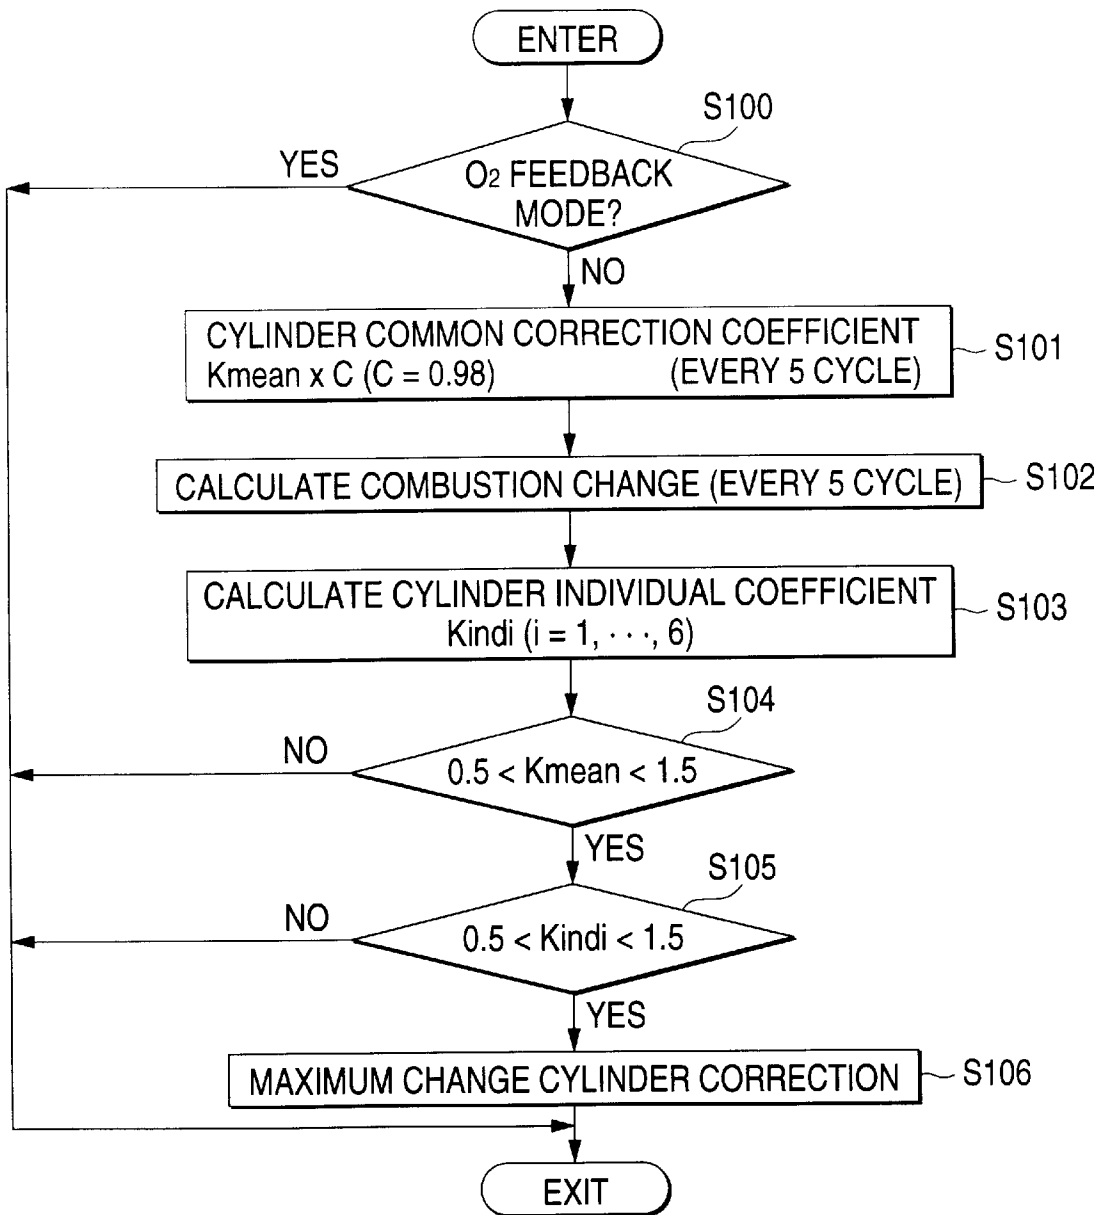 ENTER
S100
YES
O2 FEEDBACK
MODE?
NO
CYLINDER COMMON CORRECTION COEFFICIENT
Kmean x C (C = 0.98) (EVERY 5 CYCLE)
S101
CALCULATE COMBUSTION CHANGE (EVERY 5 CYCLE)
S102
CALCULATE CYLINDER INDIVIDUAL COEFFICIENT
Kindi (i = 1, · · ·, 6)
S103
S104
NO
0.5 < Kmean < 1.5
YES
S105
NO
0.5 < Kindi < 1.5
YES
MAXIMUM CHANGE CYLINDER CORRECTION
S106
EXIT